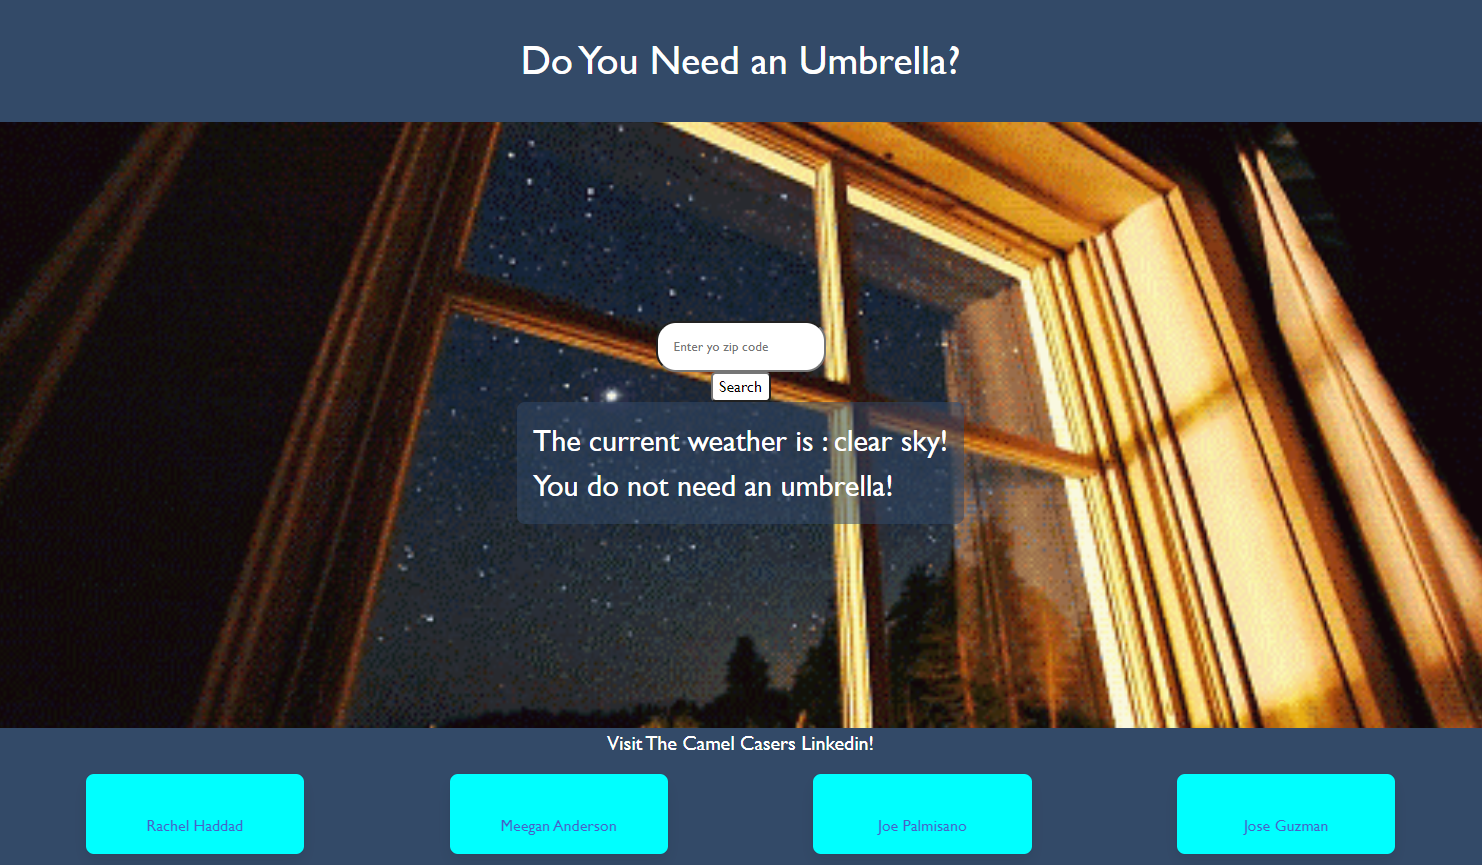 Do You Need an Umbrella?
Enter yo zip code
Search
The current weather is : clear sky!
You do not need an umbrella!
Visit The Camel Casers Linkedin!
Rachel Haddad
Meegan Anderson
Joe Palmisano
Jose Guzman